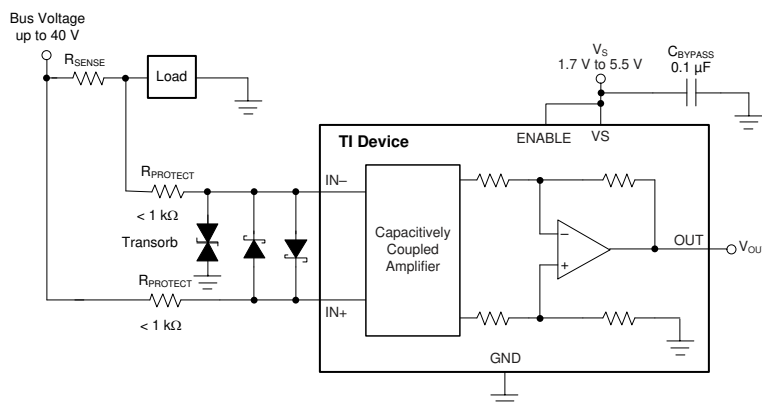 Bus Voltage
up to 40 V
RSENSE
Load
VS
1.7 V to 5.5 V
CBYPASS
0.1 µF
ENABLE
VS
TI Device
RPROTECT
< 1 kΩ
Transorb
IN–
Capacitively
Coupled
Amplifier
–
+
OUT
VOU
RPROTECT
< 1 kΩ
IN+
GND